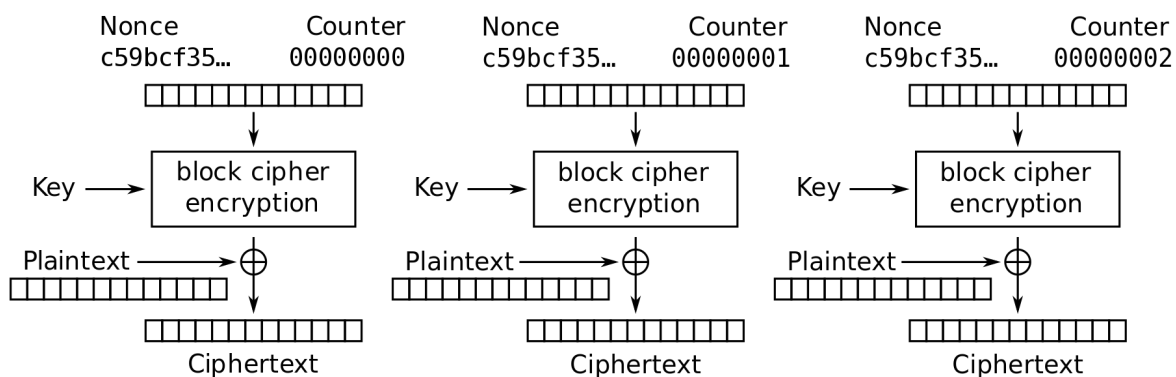 Nonce Counter Nonce Counter Nonce Counter
c59bcf35… 00000000 c59bcf35… 00000001 c59bcf35… 00000002
block cipher block cipher block cipher
Key Key Key
encryption encryption encryption
Plaintext Plaintext Plaintext
Ciphertext Ciphertext Ciphertext